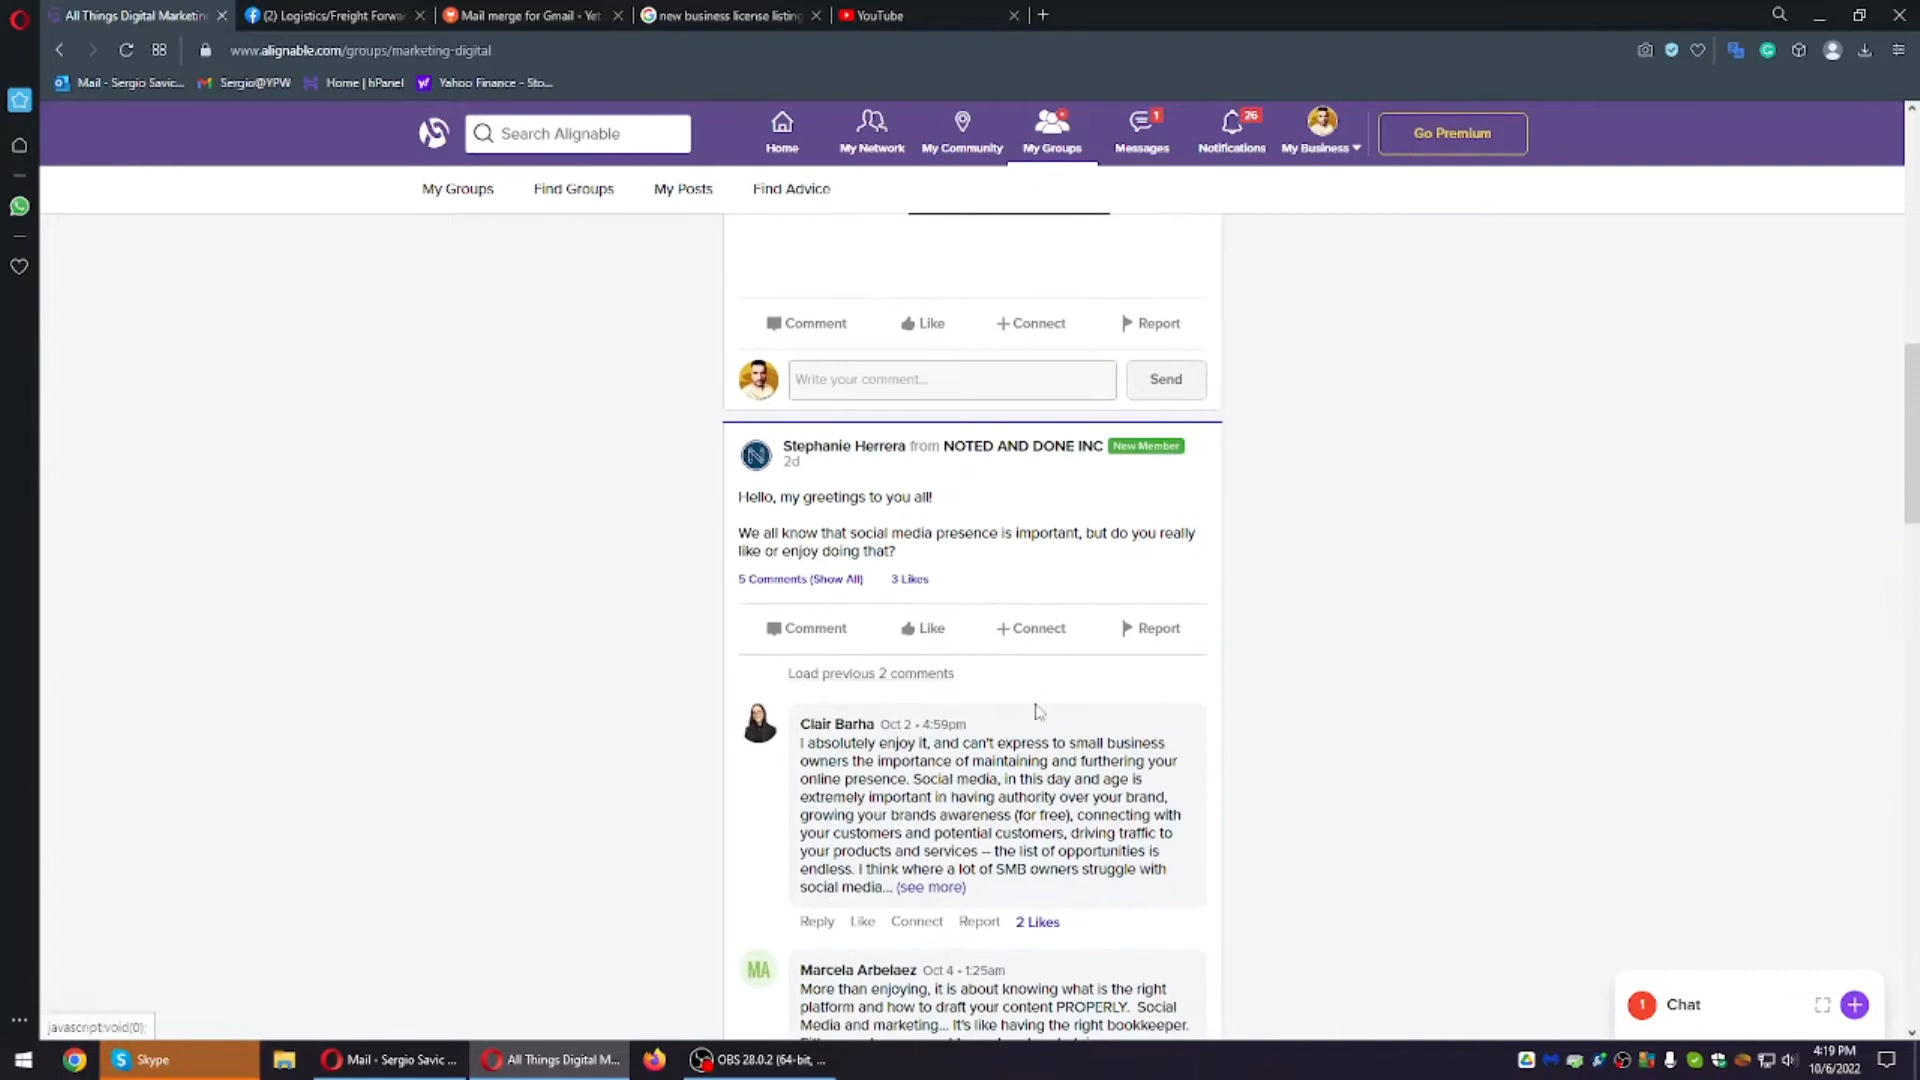 All Things Digital Marketin
(2) Logistics/Freight Forwa
Mail merge for Gmail - Yet
new business license listing
YouTube
www.alignable.com/groups/marketing-digital
Mail - Sergio Savic...
Sergio@YPW
Home | hPanel
Yahoo Finance - Sto...
Search Alignable
Home
My Network
My Community
My Groups
1
Messages
26
Notifications
My Business
Go Premium
My Groups
Find Groups
My Posts
Find Advice
Comment
Like
+ Connect
Report
Write your comment...
Send
Stephanie Herrera from NOTED AND DONE INC New Member
2d
Hello, my greetings to you all!
We all know that social media presence is important, but do you really
like or enjoy doing that?
5 Comments (Show All) 3 Likes
Comment
Like
+ Connect
Report
Load previous 2 comments
Clair Barha Oct 2 • 4:59pm
I absolutely enjoy it, and can't express to small business
owners the importance of maintaining and furthering your
online presence. Social media, in this day and age is
extremely important in having authority over your brand,
growing your brands awareness (for free), connecting with
your customers and potential customers, driving traffic to
your products and services -- the list of opportunities is
endless. I think where a lot of SMB owners struggle with
social media... (see more)
Reply Like Connect Report 2 Likes
MA
Marcela Arbelaez Oct 4 • 1:25am
More than enjoying, it is about knowing what is the right
platform and how to draft your content PROPERLY. Social
Media and marketing... It's like having the right bookkeeper.
1 Chat
javascript:void(0);
Skype
Mail - Sergio Savic ...
All Things Digital M...
OBS 28.0.2 (64-bit, ...
4:19 PM
10/6/2022